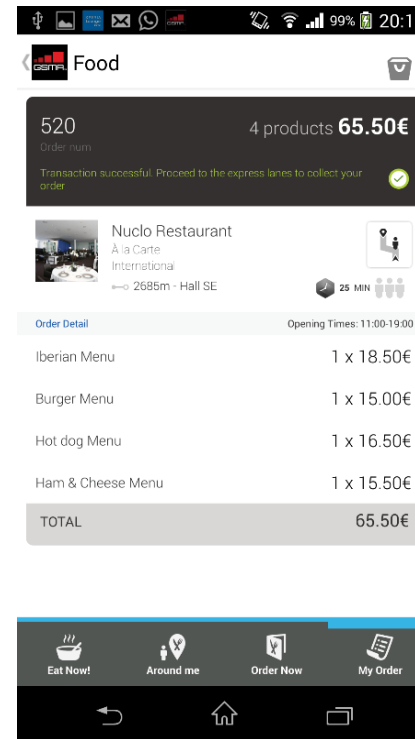 99% 20:1
GSMA Food
520
4 products 65.50€
Order num
Transaction successful. Proceed to the express lanes to collect your
order
Nuclo Restaurant
À la Carte
International
2685m - Hall SE
25 MIN
Order Detail
Opening Times: 11:00-19:00
Iberian Menu 1 x 18.50€
Burger Menu 1 x 15.00€
Hot dog Menu 1 x 16.50€
Ham & Cheese Menu 1 x 15.50€
TOTAL 65.50€
Eat Now! Around me Order Now My Order